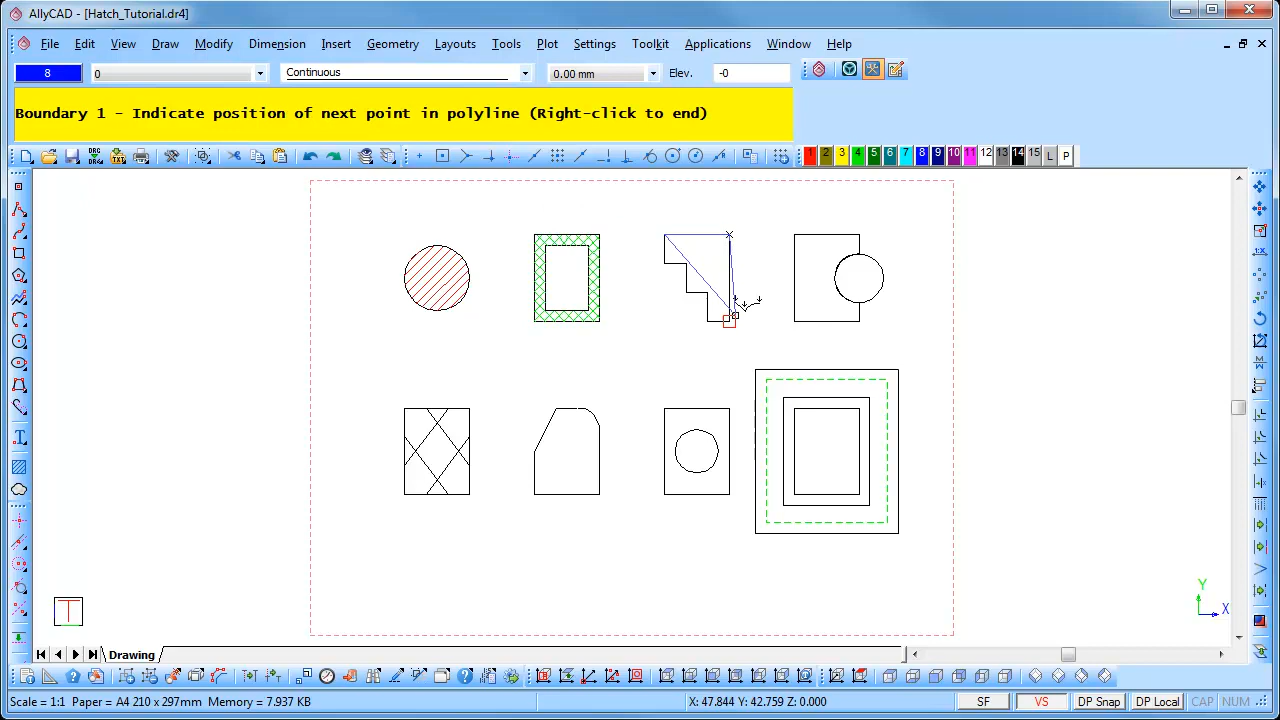 AllyCAD - [Hatch_Tutorial.dr4]
File Edit View Draw Modify Dimension Insert Geometry Layouts Tools Plot Settings Toolkit Applications Window Help
8 0 Continuous 0.00 mm Elev. -0
Boundary 1 - Indicate position of next point in polyline (Right-click to end)
DRG TXT 1 2 3 4 5 6 7 8 9 10 11 12 13 14 15 L P
Y
X
T
Drawing
Scale = 1:1 Paper = A4 210 x 297mm Memory = 7.937 KB X: 47.844 Y: 42.759 Z: 0.000 SF VS DP Snap DP Local CAP NUM